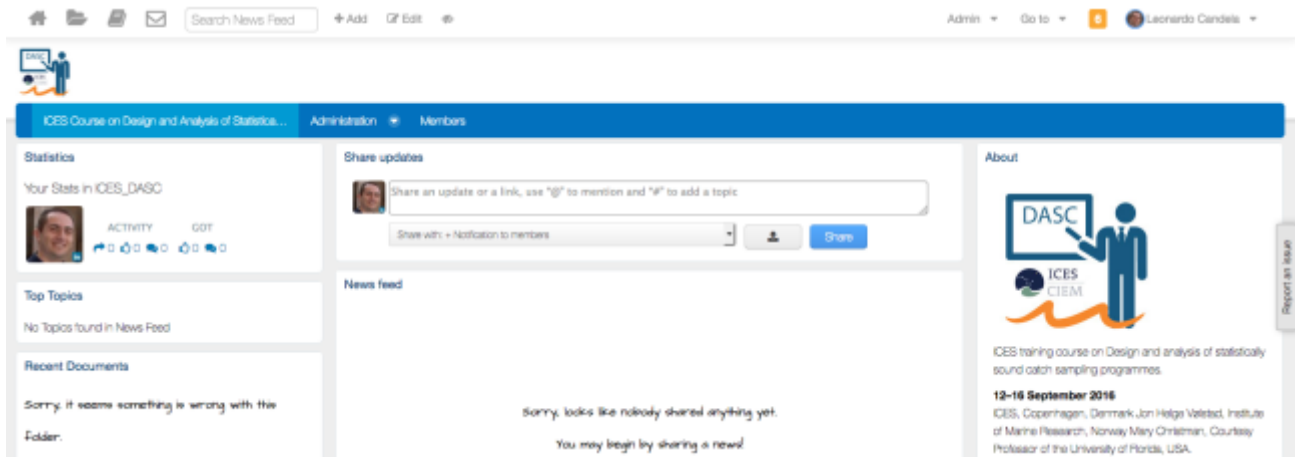 Search News Feed
+ Add
Edit
Admin
Go to
6
Leonardo Candela
DASC
ICES Course on Design and Analysis of Statistica...
Administration
Members
Statistics
Your Stats in ICES_DASC
ACTIVITY
GOT
0 0 0 0 0
Top Topics
No Topics found in News Feed
Recent Documents
Sorry, it seems something is wrong with this
folder.
Share updates
Share an update or a link, use "@" to mention and "#" to add a topic
Share with: + Notification to members
Share
News feed
Sorry, looks like nobody shared anything yet.
You may begin by sharing a news!
About
DASC
ICES
CIEM
ICES training course on Design and analysis of statistically
sound catch sampling programmes.
12–16 September 2016
ICES, Copenhagen, Denmark Jon Helge Vølstad, Institute
of Marine Research, Norway Mary Christman, Courtesy
Professor of the University of Florida, USA.
Report an issue